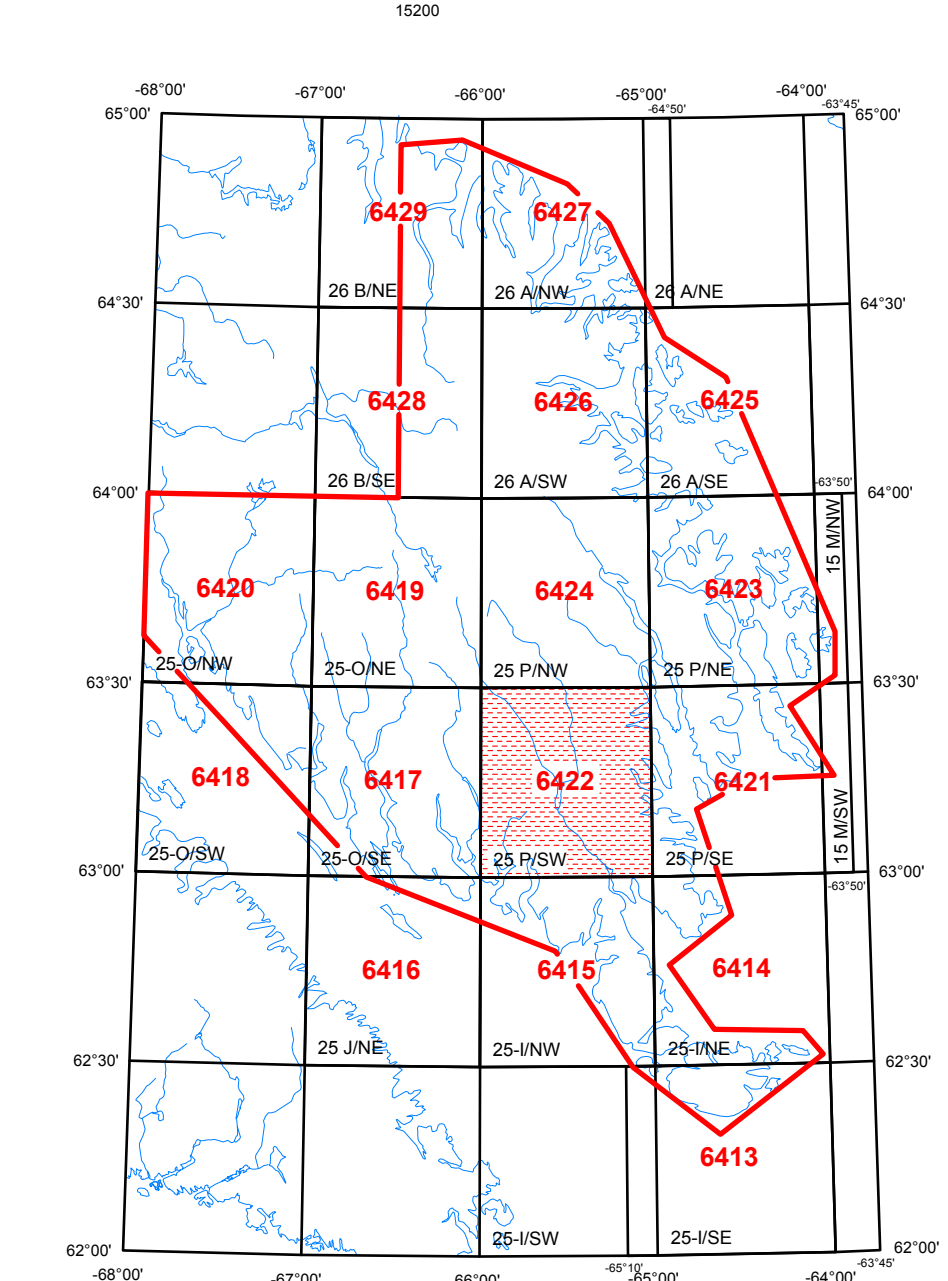 15200
-68°00'
-67°00'
-66°00'
-65°00'
-64°50'
-64°00'
-63°45'
65°00'
65°00'
6429
6427
26 B/NE
26 A/NW
26 A/NE
64°30'
64°30'
6428
6426
6425
26 B/SE
26 A/SW
26 A/SE
-63°50'
64°00'
64°00'
15 M/NW
6420
6419
6424
6423
25-O/NW
25-O/NE
25 P/NW
25 P/NE
63°30'
63°30'
6418
6417
6422
6421
15 M/SW
25-O/SW
25-O/SE
25 P/SW
25 P/SE
63°00'
63°00'
-63°50'
6416
6415
6414
25 J/NE
25-I/NW
25-I/NE
62°30'
62°30'
6413
25-I/SW
25-I/SE
62°00'
62°00'
-68°00'
-67°00'
-66°00'
-65°10'
-65°00'
-64°00'
-63°45'